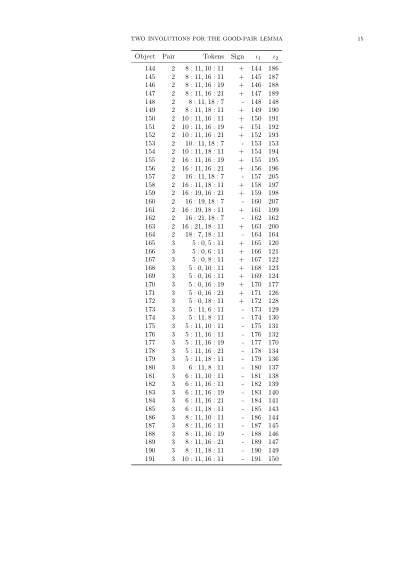 TWO INVOLUTIONS FOR THE GOOD-PAIR LEMMA 15
Object Pair Tokens Sign ι1 ι2
144 2 8 : 11, 10 : 11 + 144 186
145 2 8 : 11, 16 : 11 + 145 187
146 2 8 : 11, 16 : 19 + 146 188
147 2 8 : 11, 16 : 21 + 147 189
148 2 8 : 11, 18 : 7 - 148 148
149 2 8 : 11, 18 : 11 + 149 190
150 2 10 : 11, 16 : 11 + 150 191
151 2 10 : 11, 16 : 19 + 151 192
152 2 10 : 11, 16 : 21 + 152 193
153 2 10 : 11, 18 : 7 - 153 153
154 2 10 : 11, 18 : 11 + 154 194
155 2 16 : 11, 16 : 19 + 155 195
156 2 16 : 11, 16 : 21 + 156 196
157 2 16 : 11, 18 : 7 - 157 205
158 2 16 : 11, 18 : 11 + 158 197
159 2 16 : 19, 16 : 21 + 159 198
160 2 16 : 19, 18 : 7 - 160 207
161 2 16 : 19, 18 : 11 + 161 199
162 2 16 : 21, 18 : 7 - 162 162
163 2 16 : 21, 18 : 11 + 163 200
164 2 18 : 7, 18 : 11 - 164 164
165 3 5 : 0, 5 : 11 + 165 120
166 3 5 : 0, 6 : 11 + 166 121
167 3 5 : 0, 8 : 11 + 167 122
168 3 5 : 0, 10 : 11 + 168 123
169 3 5 : 0, 16 : 11 + 169 124
170 3 5 : 0, 16 : 19 + 170 177
171 3 5 : 0, 16 : 21 + 171 126
172 3 5 : 0, 18 : 11 + 172 128
173 3 5 : 11, 6 : 11 - 173 129
174 3 5 : 11, 8 : 11 - 174 130
175 3 5 : 11, 10 : 11 - 175 131
176 3 5 : 11, 16 : 11 - 176 132
177 3 5 : 11, 16 : 19 - 177 170
178 3 5 : 11, 16 : 21 - 178 134
179 3 5 : 11, 18 : 11 - 179 136
180 3 6 : 11, 8 : 11 - 180 137
181 3 6 : 11, 10 : 11 - 181 138
182 3 6 : 11, 16 : 11 - 182 139
183 3 6 : 11, 16 : 19 - 183 140
184 3 6 : 11, 16 : 21 - 184 141
185 3 6 : 11, 18 : 11 - 185 143
186 3 8 : 11, 10 : 11 - 186 144
187 3 8 : 11, 16 : 11 - 187 145
188 3 8 : 11, 16 : 19 - 188 146
189 3 8 : 11, 16 : 21 - 189 147
190 3 8 : 11, 18 : 11 - 190 149
191 3 10 : 11, 16 : 11 - 191 150